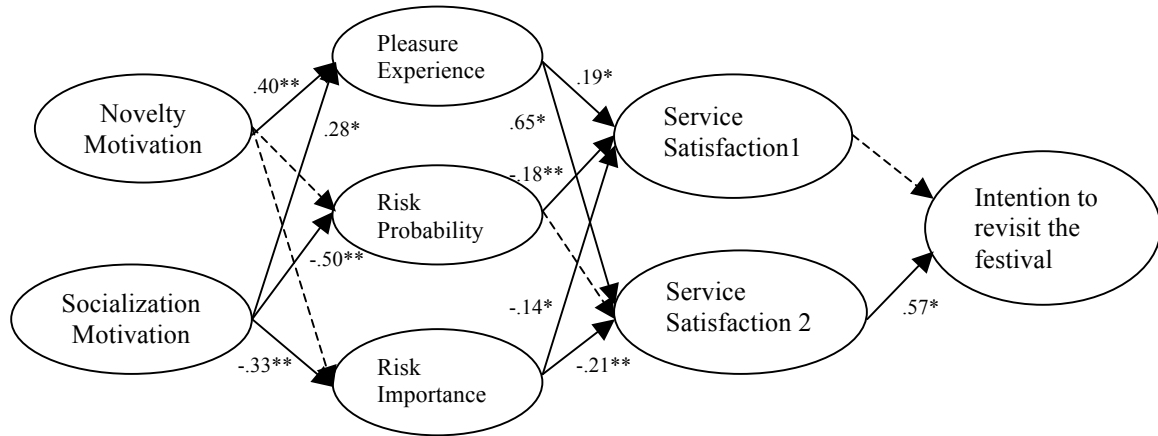 Novelty
Motivation
Socialization
Motivation
.40**
.28*
-.50**
-.33**
Pleasure
Experience
Risk
Probability
Risk
Importance
.19*
.65*
-.18**
-.14*
-.21**
Service
Satisfaction1
Service
Satisfaction 2
.57*
Intention to
revisit the
festival